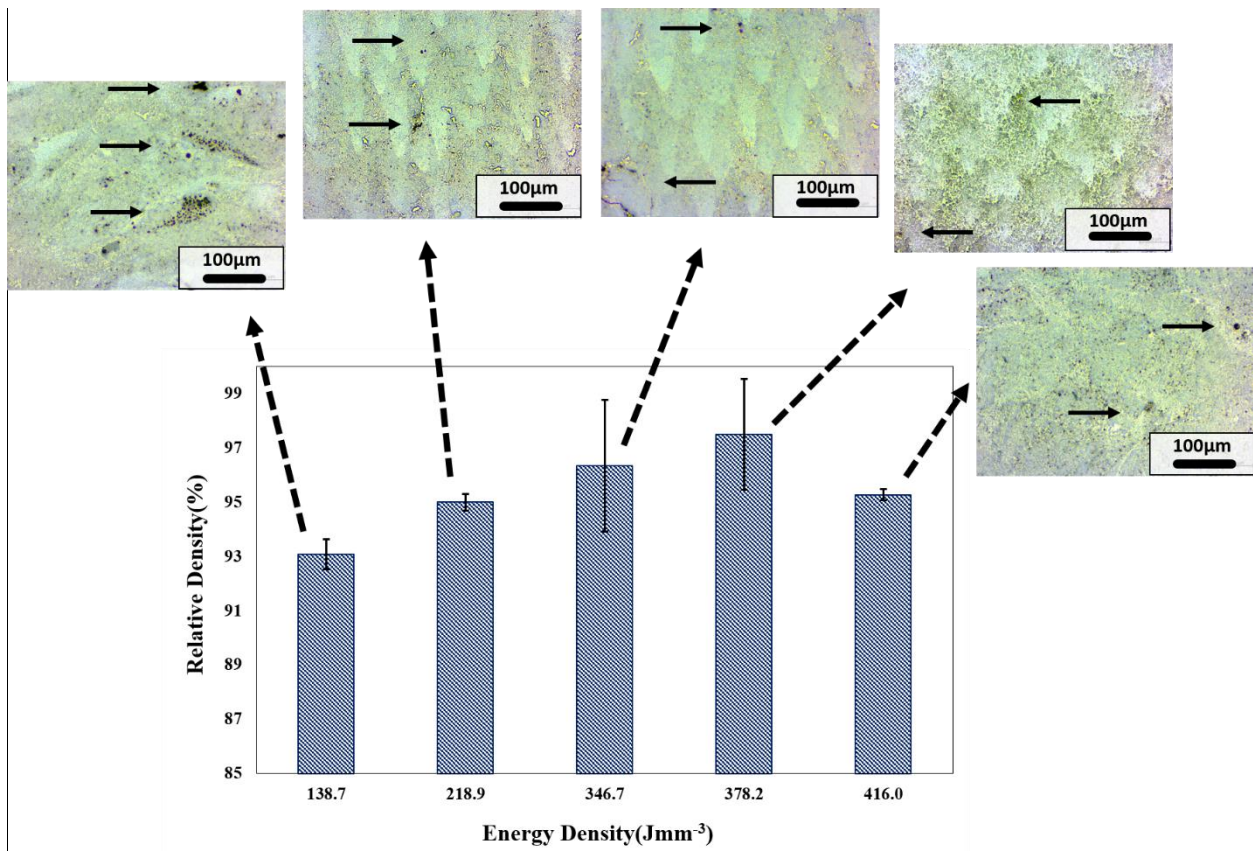 100µm
100µm
100µm
100µm
100µm
99
97
95
93
91
89
87
85
Relative Density(%)
138.7 218.9 346.7 378.2 416.0
Energy Density(Jmm⁻³)